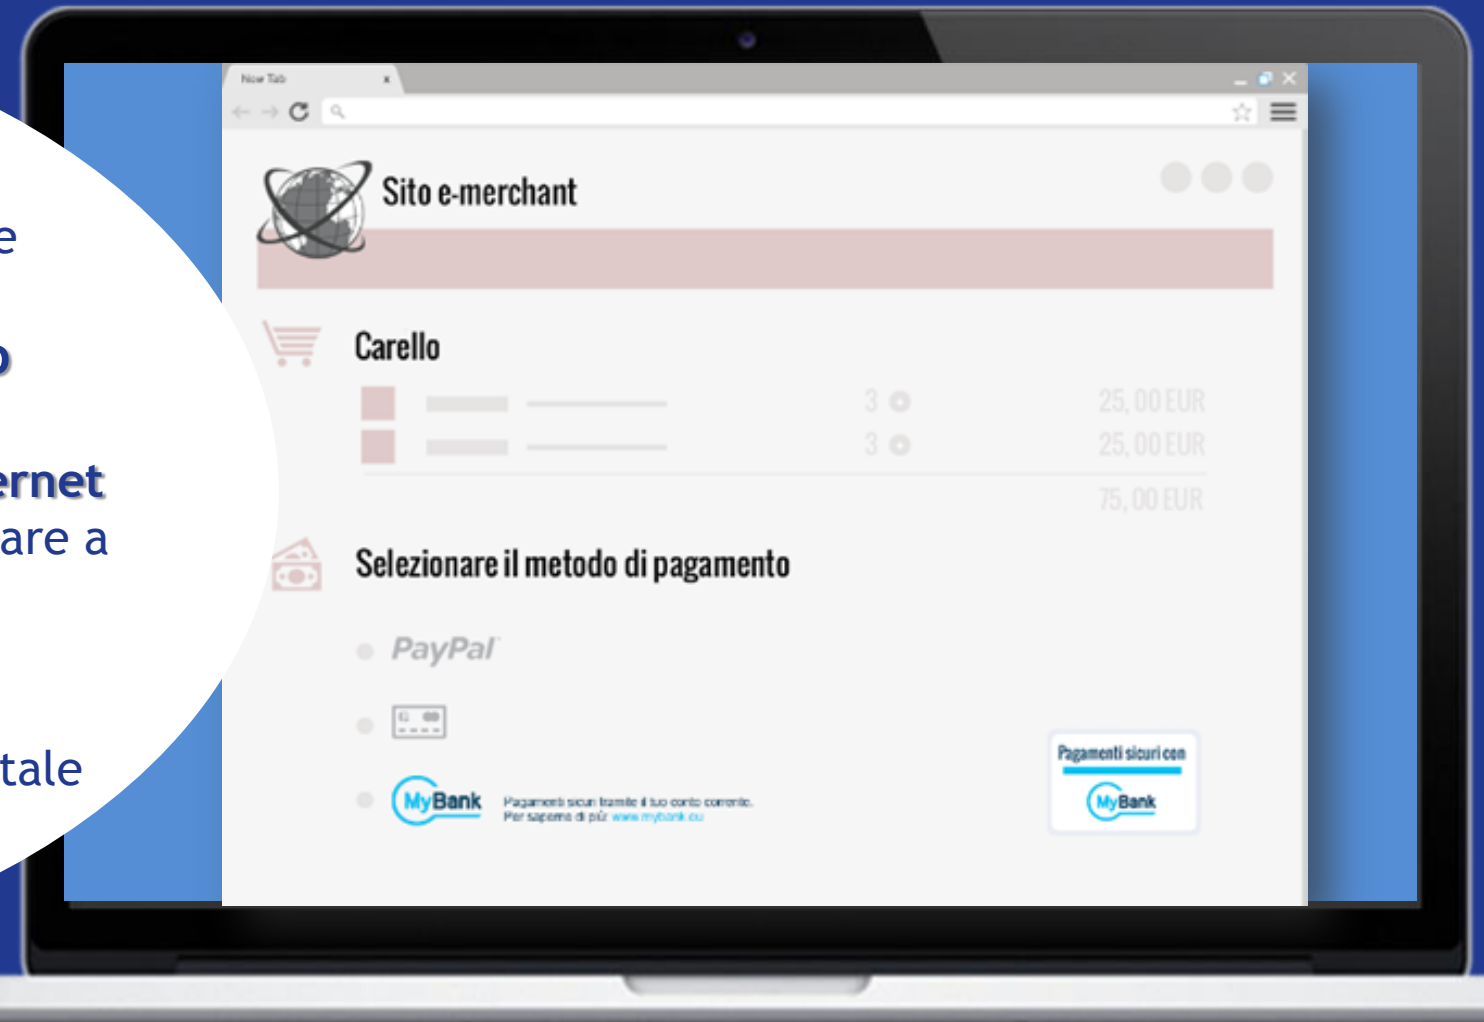 New Tab x
Sito e-merchant
Carello
3 25,00 EUR
3 25,00 EUR
75,00 EUR
Selezionare il metodo di pagamento
PayPal
MyBank Pagamenti sicuri tramite il tuo conto corrente.
Per saperne di più: www.mybank.eu
Pagamenti sicuri con
MyBank
e
o
ernet
are a
tale